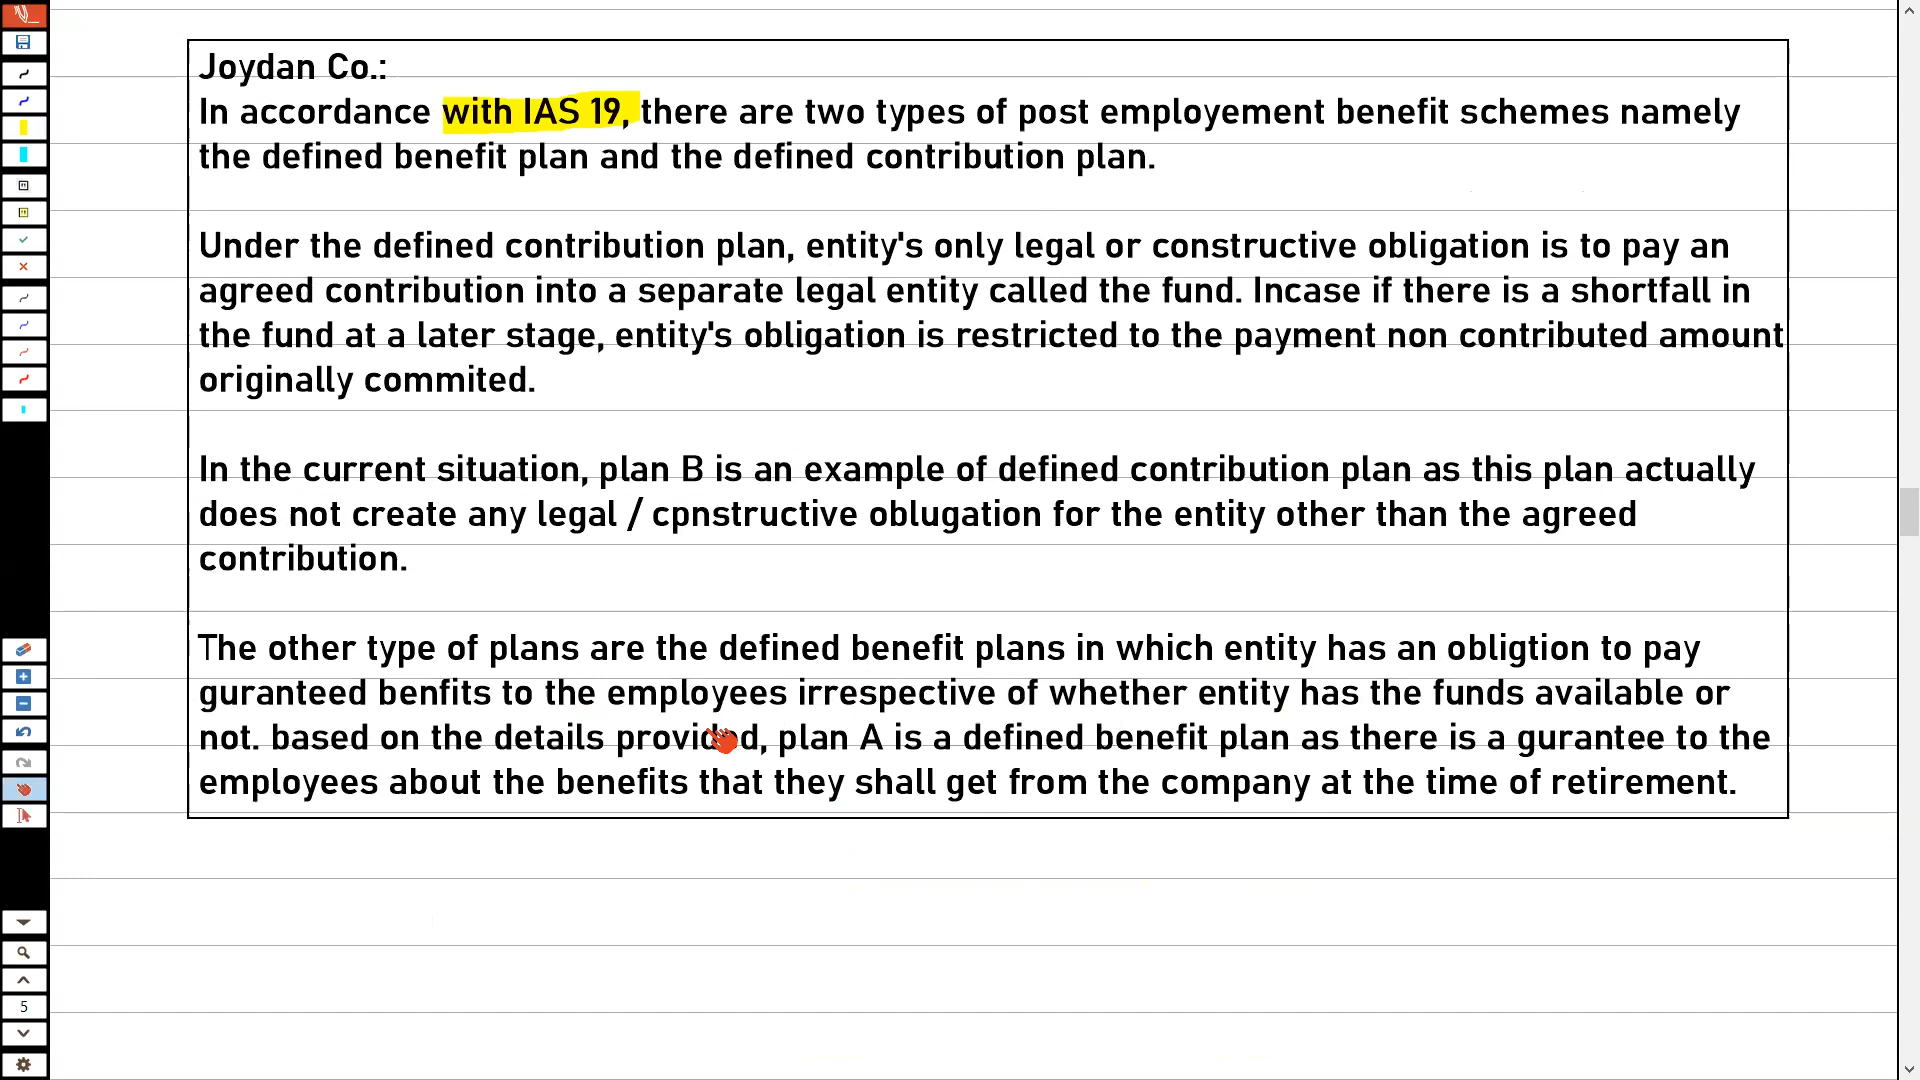 Joydan Co.:
In accordance with IAS 19, there are two types of post employement benefit schemes namely
the defined benefit plan and the defined contribution plan.
Under the defined contribution plan, entity's only legal or constructive obligation is to pay an
agreed contribution into a separate legal entity called the fund. Incase if there is a shortfall in
the fund at a later stage, entity's obligation is restricted to the payment non contributed amount
originally commited.
In the current situation, plan B is an example of defined contribution plan as this plan actually
does not create any legal / cpnstructive oblugation for the entity other than the agreed
contribution.
The other type of plans are the defined benefit plans in which entity has an obligtion to pay
guranteed benfits to the employees irrespective of whether entity has the funds available or
not. based on the details provided, plan A is a defined benefit plan as there is a gurantee to the
employees about the benefits that they shall get from the company at the time of retirement.
5